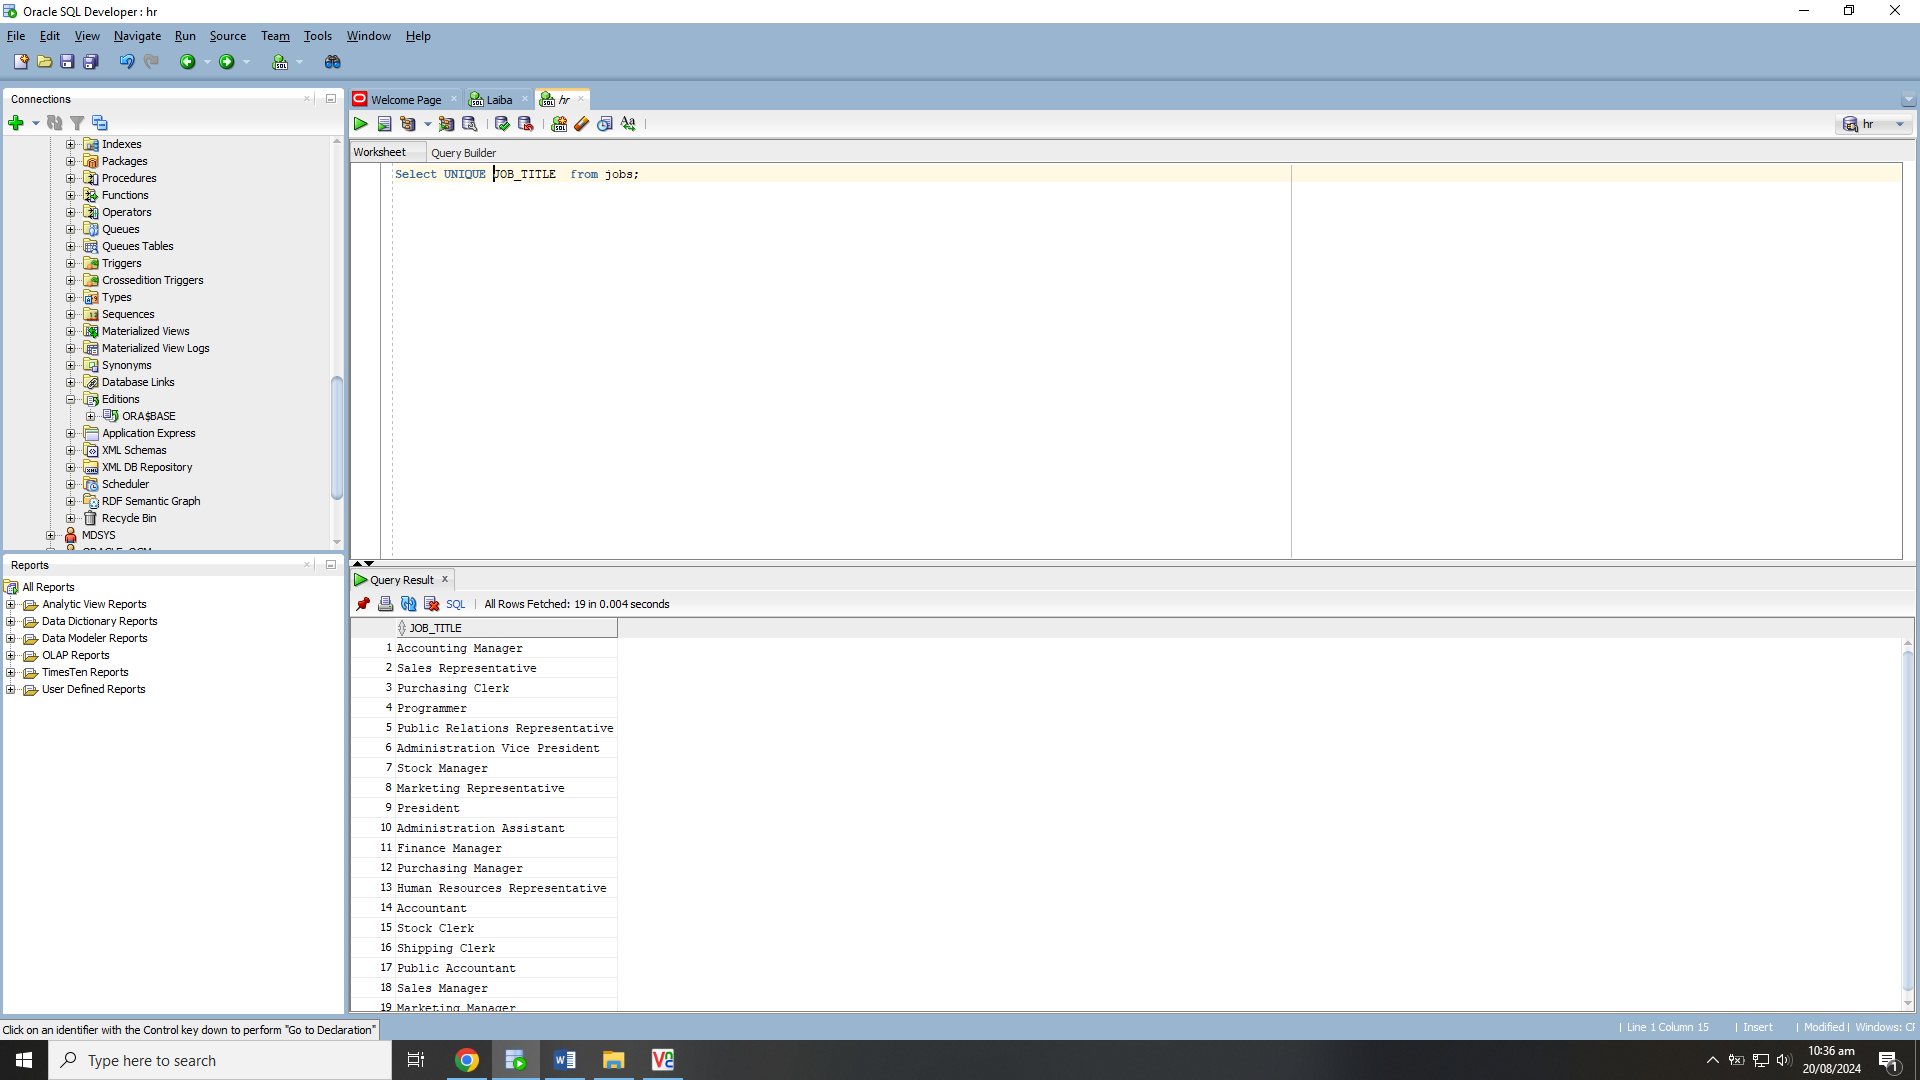 Oracle SQL Developer : hr
File Edit View Navigate Run Source Team Tools Window Help
Connections
Indexes
Packages
Procedures
Functions
Operators
Queues
Queues Tables
Triggers
Crossedition Triggers
Types
Sequences
Materialized Views
Materialized View Logs
Synonyms
Database Links
Editions
ORA$BASE
Application Express
XML Schemas
XML DB Repository
Scheduler
RDF Semantic Graph
Recycle Bin
MDSYS
Reports
All Reports
Analytic View Reports
Data Dictionary Reports
Data Modeler Reports
OLAP Reports
TimesTen Reports
User Defined Reports
Welcome Page Laiba hr
hr
Worksheet Query Builder
Select UNIQUE JOB_TITLE from jobs;
Query Result
SQL | All Rows Fetched: 19 in 0.004 seconds
JOB_TITLE
1 Accounting Manager
2 Sales Representative
3 Purchasing Clerk
4 Programmer
5 Public Relations Representative
6 Administration Vice President
7 Stock Manager
8 Marketing Representative
9 President
10 Administration Assistant
11 Finance Manager
12 Purchasing Manager
13 Human Resources Representative
14 Accountant
15 Stock Clerk
16 Shipping Clerk
17 Public Accountant
18 Sales Manager
19 Marketing Manager
Click on an identifier with the Control key down to perform "Go to Declaration"
| Line 1 Column 15 | Insert | Modified | Windows: CF
Type here to search
10:36 am
20/08/2024
1